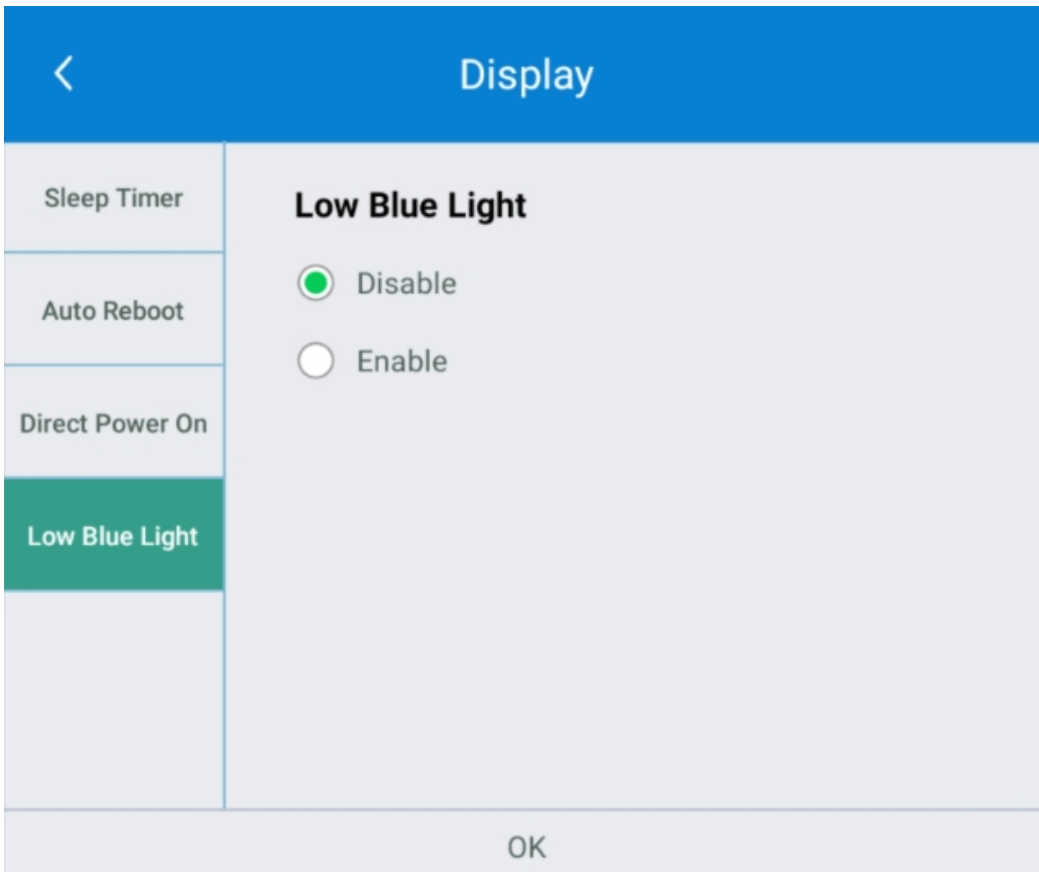 Display
Sleep Timer
Auto Reboot
Direct Power On
Low Blue Light
Low Blue Light
Disable
Enable
OK